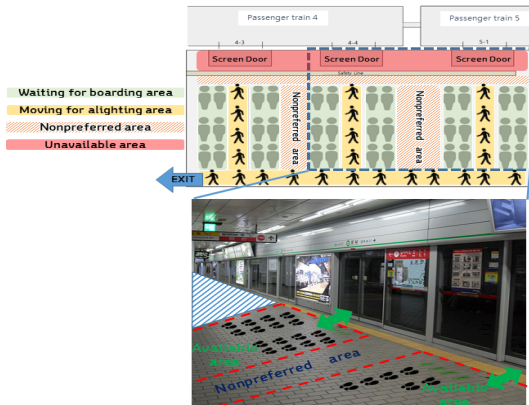 Passenger train 4
Passenger train 5
4-3
4-4
5-1
Screen Door
Screen Door
Screen Door
Safety Line
Waiting for boarding area
Moving for alighting area
Nonpreferred area
Unavailable area
Nonpreferred area
Nonpreferred area
EXIT
Available
area
Nonpreferred area
Available
area